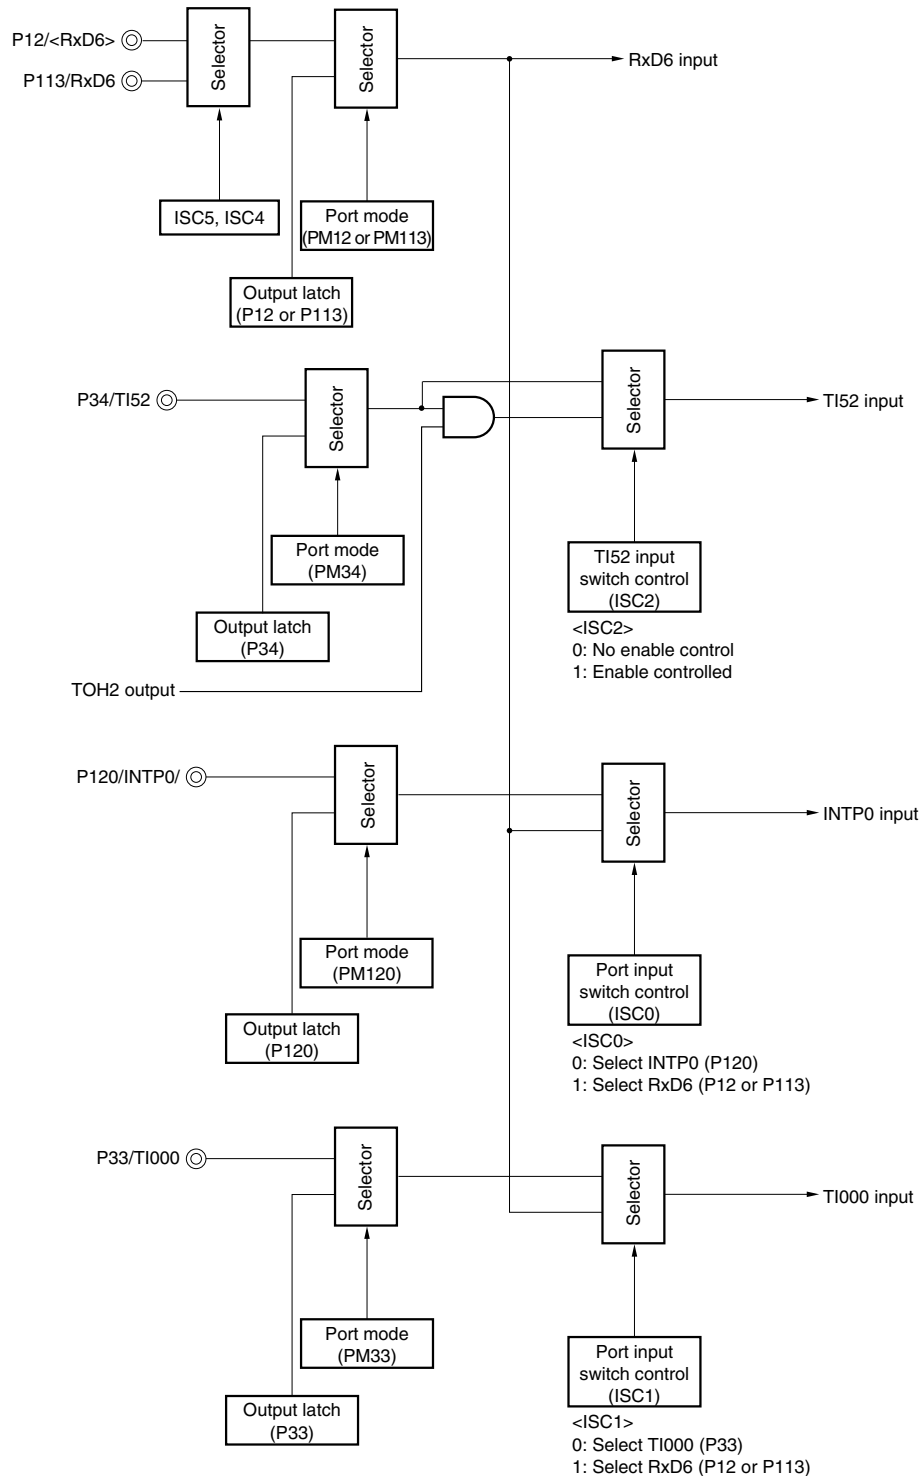 P12/<RxD6>
P113/RxD6
Selector
Selector
RxD6 input
ISC5, ISC4
Port mode
(PM12 or PM113)
Output latch
(P12 or P113)
P34/TI52
Selector
Selector
TI52 input
Port mode
(PM34)
TI52 input
switch control
(ISC2)
Output latch
(P34)
<ISC2>
0: No enable control
1: Enable controlled
TOH2 output
P120/INTP0/
Selector
Selector
INTP0 input
Port mode
(PM120)
Port input
switch control
(ISC0)
Output latch
(P120)
<ISC0>
0: Select INTP0 (P120)
1: Select RxD6 (P12 or P113)
P33/TI000
Selector
Selector
TI000 input
Port mode
(PM33)
Port input
switch control
(ISC1)
Output latch
(P33)
<ISC1>
0: Select TI000 (P33)
1: Select RxD6 (P12 or P113)